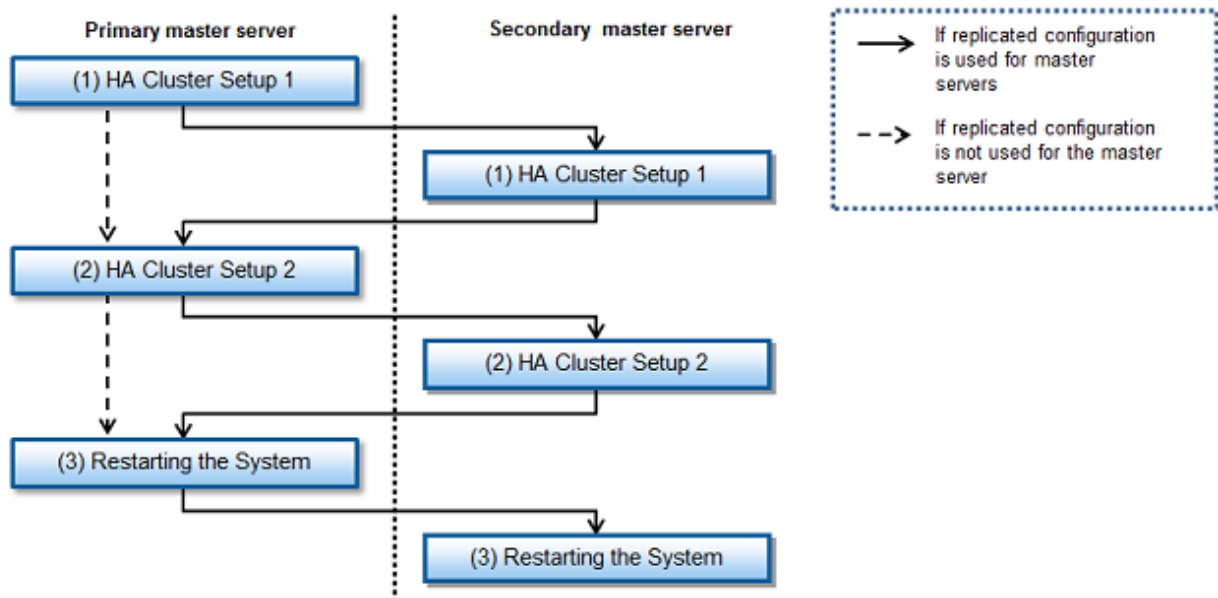 Primary master server
Secondary master server
(1) HA Cluster Setup 1
(1) HA Cluster Setup 1
(2) HA Cluster Setup 2
(2) HA Cluster Setup 2
(3) Restarting the System
(3) Restarting the System
If replicated configuration
is used for master
servers
If replicated configuration
is not used for the master
server